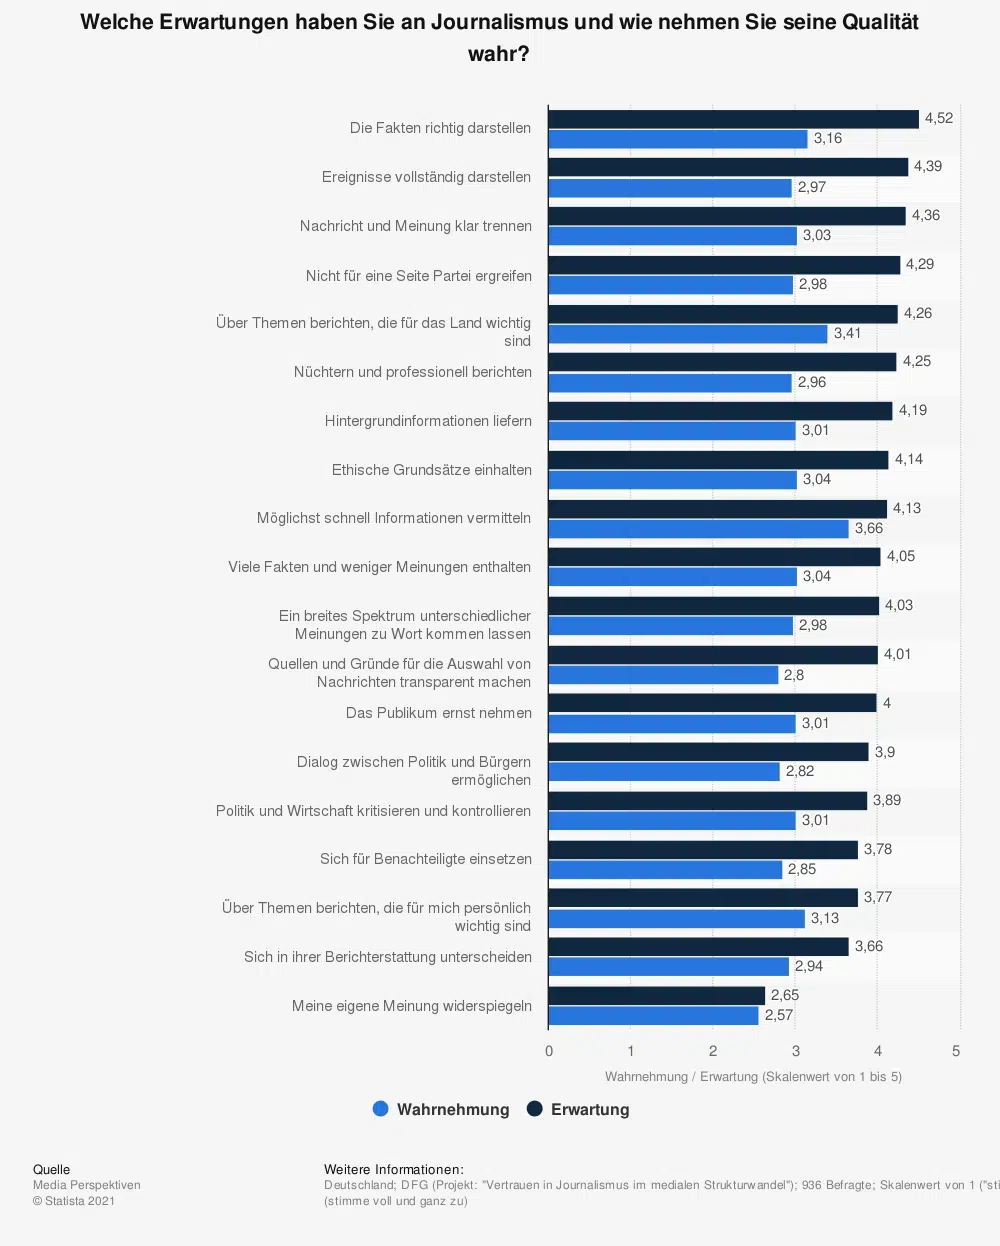 Welche Erwartungen haben Sie an Journalismus und wie nehmen Sie seine Qualität
wahr?
Die Fakten richtig darstellen
4,52
3,16
Ereignisse vollständig darstellen
4,39
2,97
Nachricht und Meinung klar trennen
4,36
3,03
Nicht für eine Seite Partei ergreifen
4,29
2,98
Über Themen berichten, die für das Land wichtig
sind
4,26
3,41
Nüchtern und professionell berichten
4,25
2,96
Hintergrundinformationen liefern
4,19
3,01
Ethische Grundsätze einhalten
4,14
3,04
Möglichst schnell Informationen vermitteln
4,13
3,66
Viele Fakten und weniger Meinungen enthalten
4,05
3,04
Ein breites Spektrum unterschiedlicher
Meinungen zu Wort kommen lassen
4,03
2,98
Quellen und Gründe für die Auswahl von
Nachrichten transparent machen
4,01
2,8
Das Publikum ernst nehmen
4
3,01
Dialog zwischen Politik und Bürgern
ermöglichen
3,9
2,82
Politik und Wirtschaft kritisieren und kontrollieren
3,89
3,01
Sich für Benachteiligte einsetzen
3,78
2,85
Über Themen berichten, die für mich persönlich
wichtig sind
3,77
3,13
Sich in ihrer Berichterstattung unterscheiden
3,66
2,94
Meine eigene Meinung widerspiegeln
2,65
2,57
0 1 2 3 4 5
Wahrnehmung / Erwartung (Skalenwert von 1 bis 5)
Wahrnehmung Erwartung
Quelle
Media Perspektiven
© Statista 2021
Weitere Informationen:
Deutschland; DFG (Projekt: "Vertrauen in Journalismus im medialen Strukturwandel"); 936 Befragte; Skalenwert von 1
(stimme voll und ganz zu)